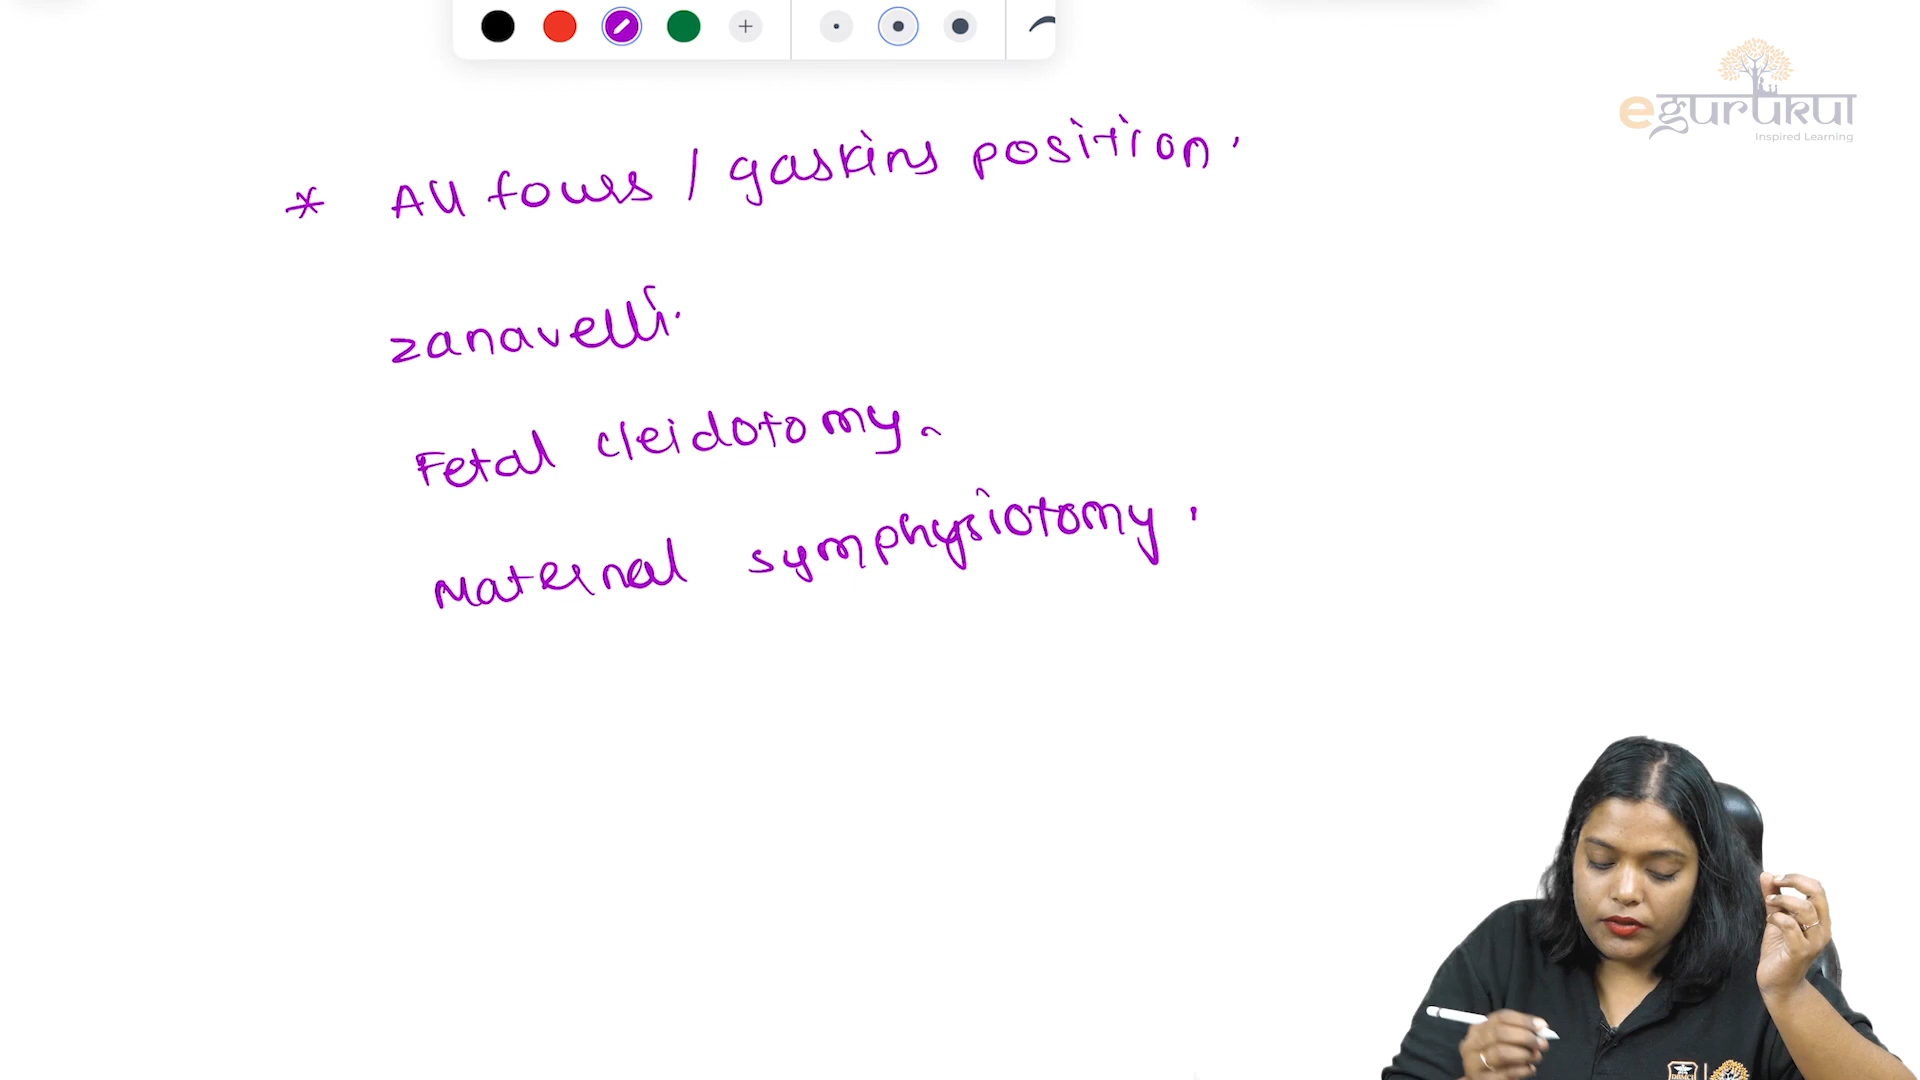 egurukul
Inspired Learning
* All fours / gaskins position.
zanavelli.
Fetal cleidotomy.
Maternal symphysiotomy.